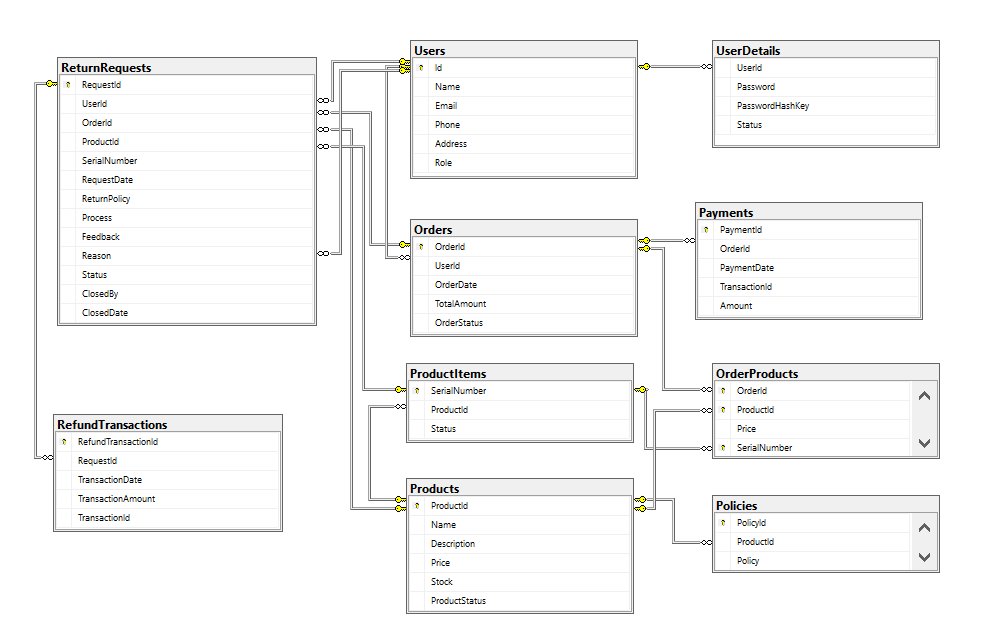 ReturnRequests
RequestId
UserId
OrderId
ProductId
SerialNumber
RequestDate
ReturnPolicy
Process
Feedback
Reason
Status
ClosedBy
ClosedDate
RefundTransactions
RefundTransactionId
RequestId
TransactionDate
TransactionAmount
TransactionId
Users
Id
Name
Email
Phone
Address
Role
Orders
OrderId
UserId
OrderDate
TotalAmount
OrderStatus
ProductItems
SerialNumber
ProductId
Status
Products
ProductId
Name
Description
Price
Stock
ProductStatus
UserDetails
UserId
Password
PasswordHashKey
Status
Payments
PaymentId
OrderId
PaymentDate
TransactionId
Amount
OrderProducts
OrderId
ProductId
Price
SerialNumber
Policies
PolicyId
ProductId
Policy